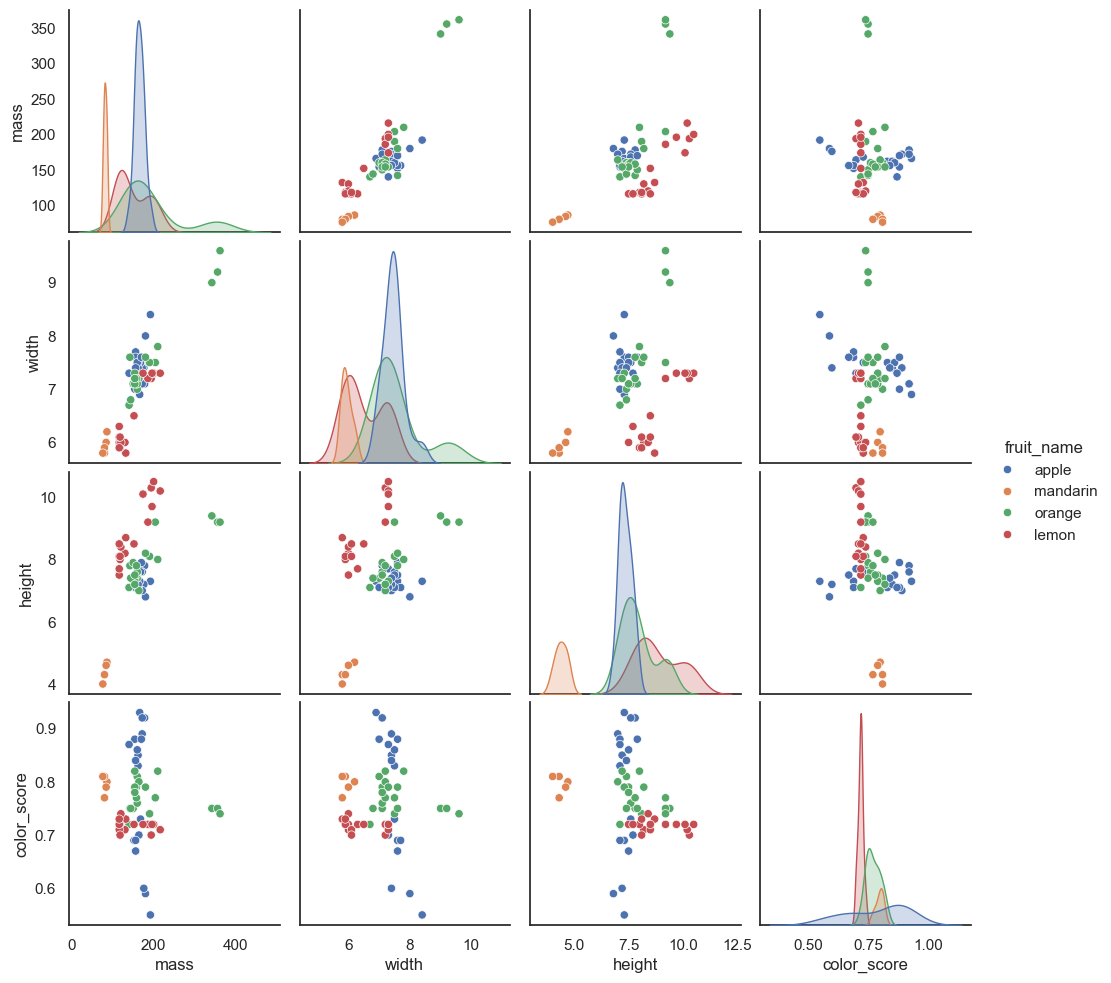 350
300
250
200
150
100
mass
9
8
7
6
width
10
8
6
4
height
0.9
0.8
0.7
0.6
color_score
0 200 400
mass
6 8 10
width
5.0 7.5 10.0 12.5
height
0.50 0.75 1.00
color_score
fruit_name
apple
mandarin
orange
lemon